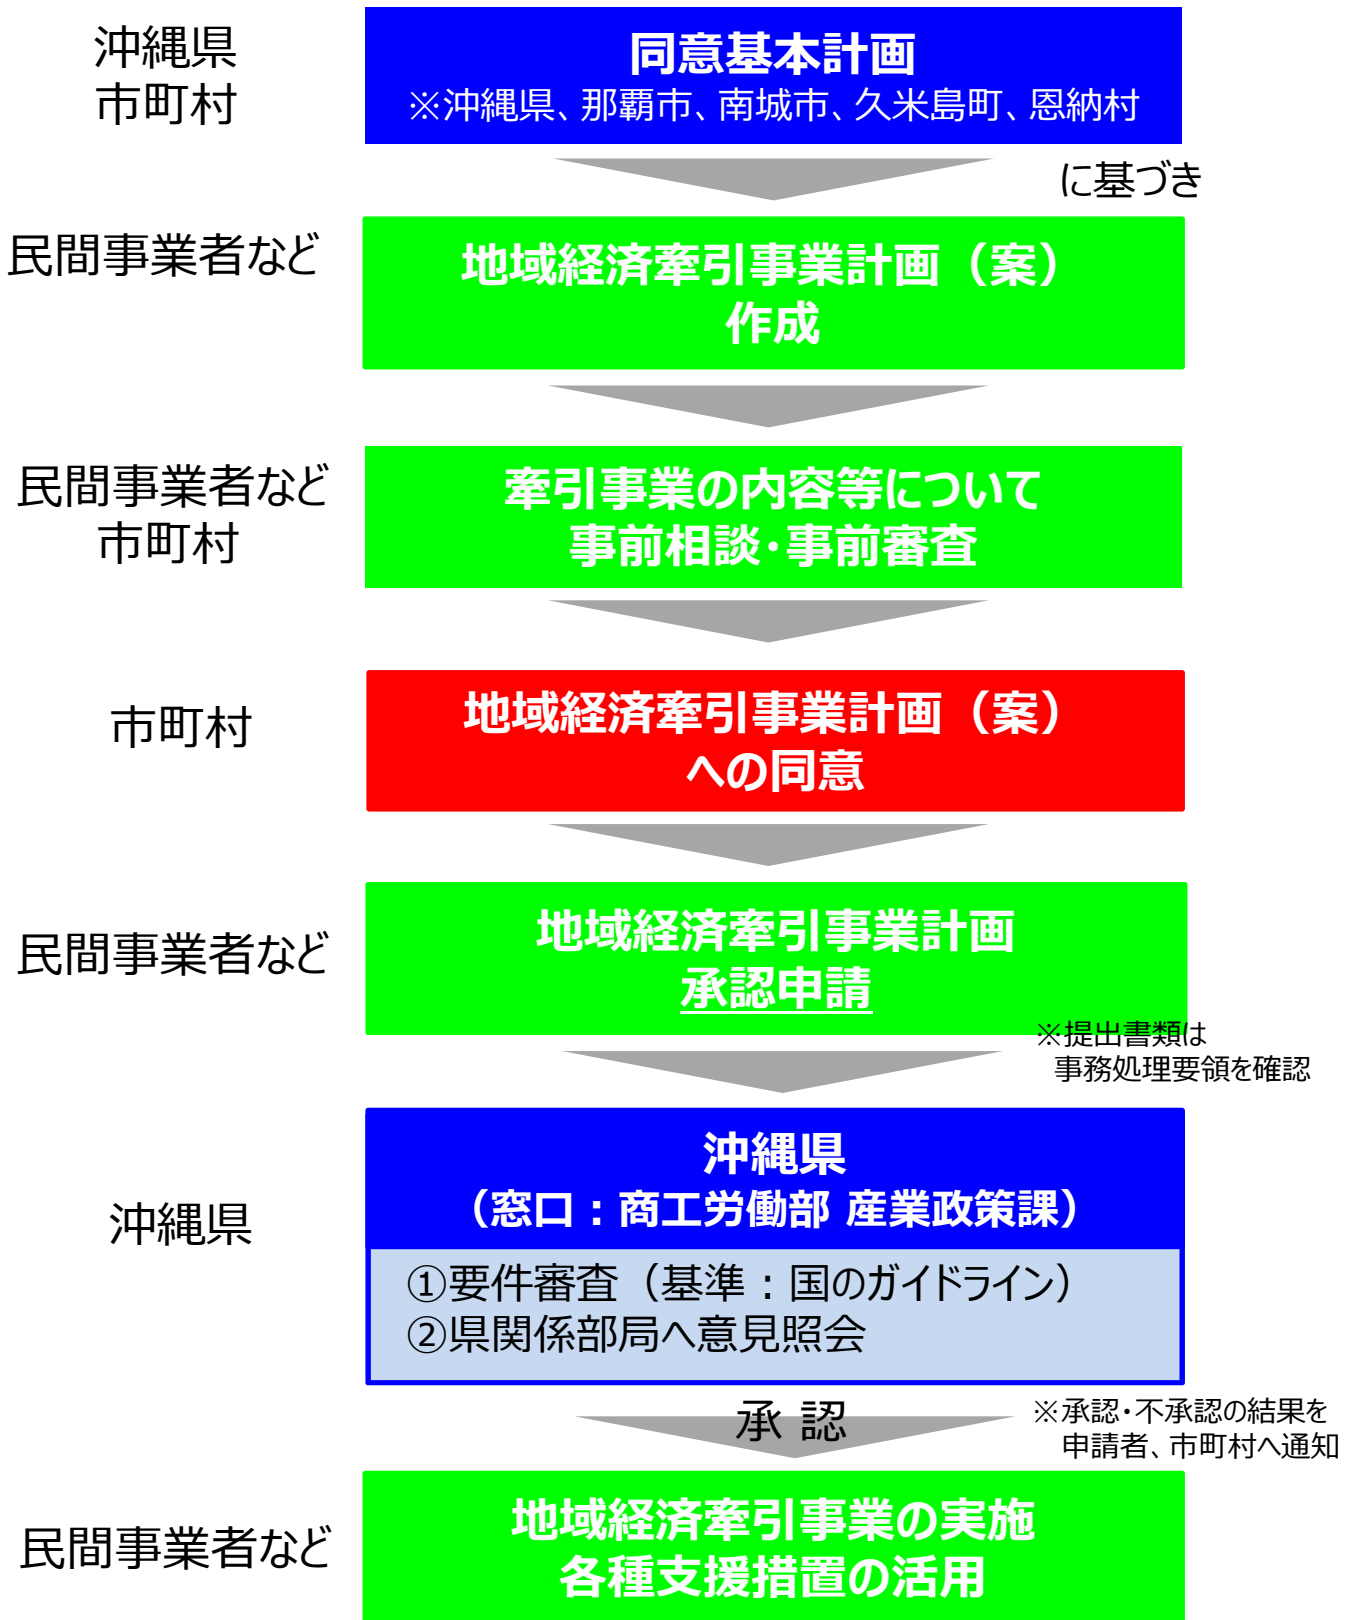 沖縄県
市町村
同意基本計画
※沖縄県、那覇市、南城市、久米島町、恩納村
に基づき
民間事業者など
地域経済牽引事業計画（案）
作成
民間事業者など
市町村
牽引事業の内容等について
事前相談・事前審査
市町村
地域経済牽引事業計画（案）
への同意
民間事業者など
地域経済牽引事業計画
承認申請
※提出書類は
事務処理要領を確認
沖縄県
沖縄県
（窓口：商工労働部 産業政策課）
①要件審査（基準：国のガイドライン）
②県関係部局へ意見照会
承 認
※承認・不承認の結果を
申請者、市町村へ通知
民間事業者など
地域経済牽引事業の実施
各種支援措置の活用